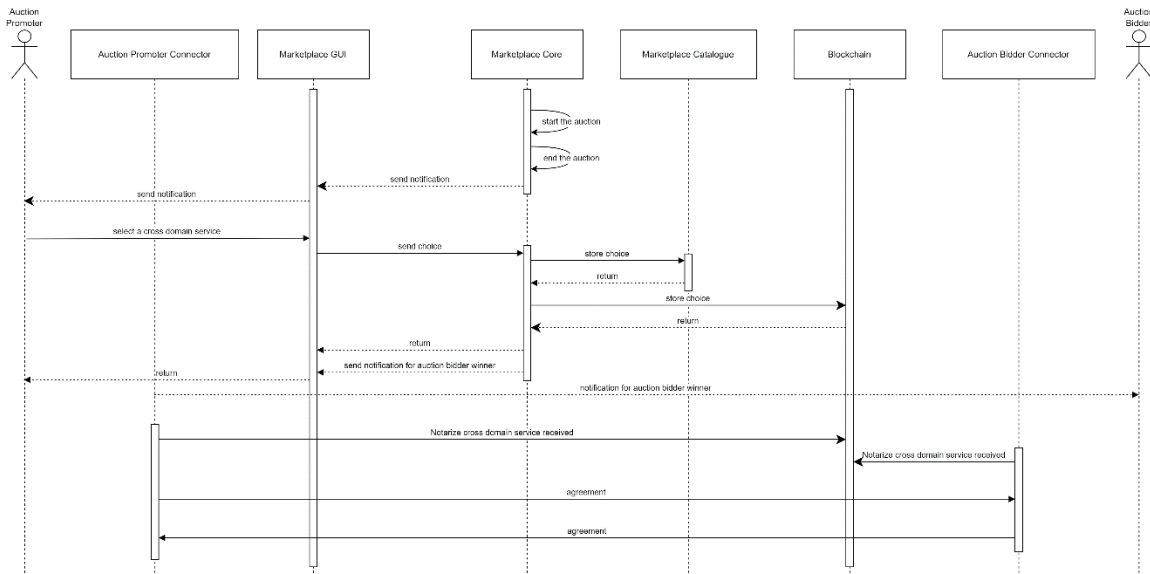 Auction
Promoter
Auction
Bidder
Auction Promoter Connector
Marketplace GUI
Marketplace Core
Marketplace Catalogue
Blockchain
Auction Bidder Connector
start the auction
end the auction
send notification
send notification
select a cross domain service
send choice
store choice
return
store choice
return
return
send notification for auction bidder winner
return
notification for auction bidder winner
Notarize cross domain service received
Notarize cross domain service received
agreement
agreement